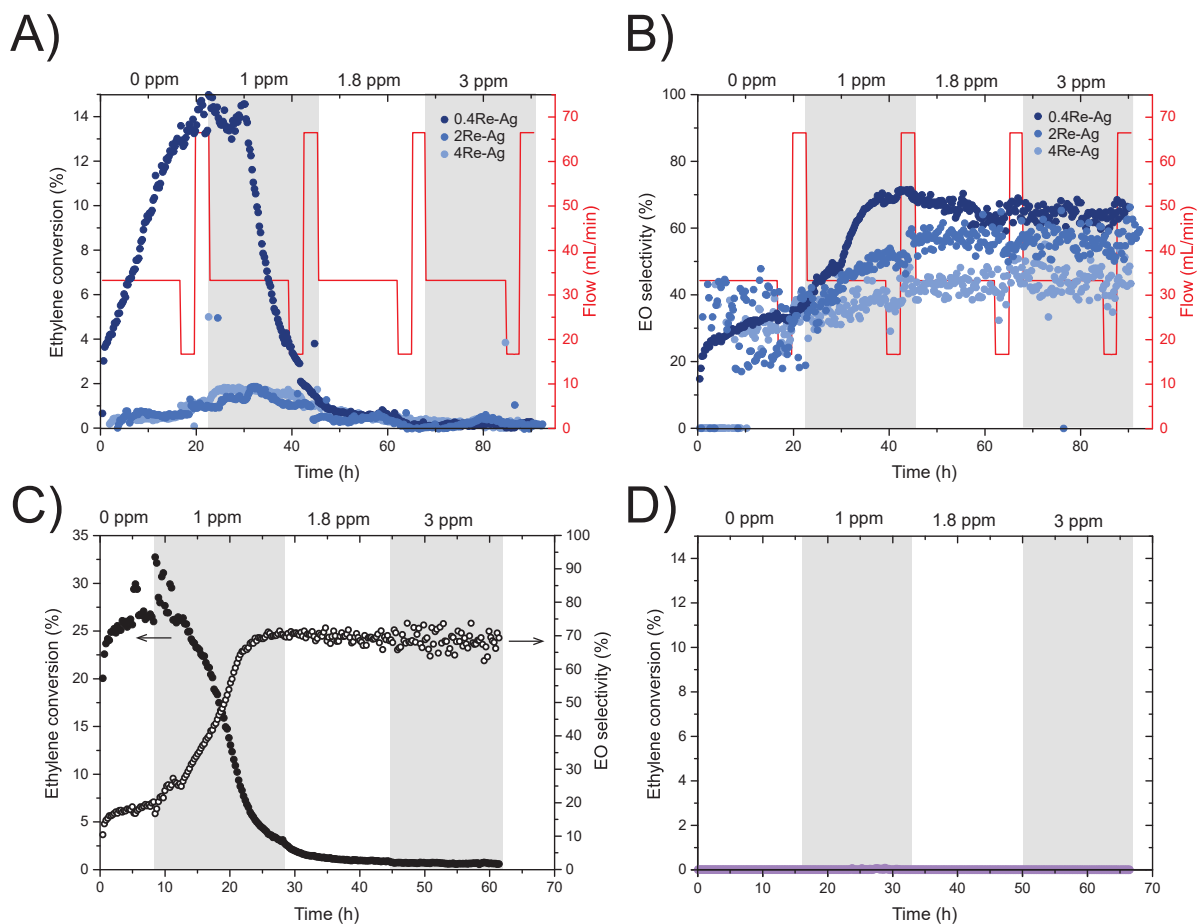 A)
0 ppm 1 ppm 1.8 ppm 3 ppm
0.4Re-Ag
2Re-Ag
4Re-Ag
Ethylene conversion (%)
0 2 4 6 8 10 12 14
Flow (mL/min)
0 10 20 30 40 50 60 70
0 20 40 60 80
Time (h)
B)
0 ppm 1 ppm 1.8 ppm 3 ppm
0.4Re-Ag
2Re-Ag
4Re-Ag
EO selectivity (%)
0 20 40 60 80 100
Flow (mL/min)
0 10 20 30 40 50 60 70
0 20 40 60 80
Time (h)
C)
0 ppm 1 ppm 1.8 ppm 3 ppm
Ethylene conversion (%)
0 5 10 15 20 25 30 35
EO selectivity (%)
0 10 20 30 40 50 60 70 80 90 100
0 10 20 30 40 50 60 70
Time (h)
D)
0 ppm 1 ppm 1.8 ppm 3 ppm
Ethylene conversion (%)
0 2 4 6 8 10 12 14
0 10 20 30 40 50 60 70
Time (h)